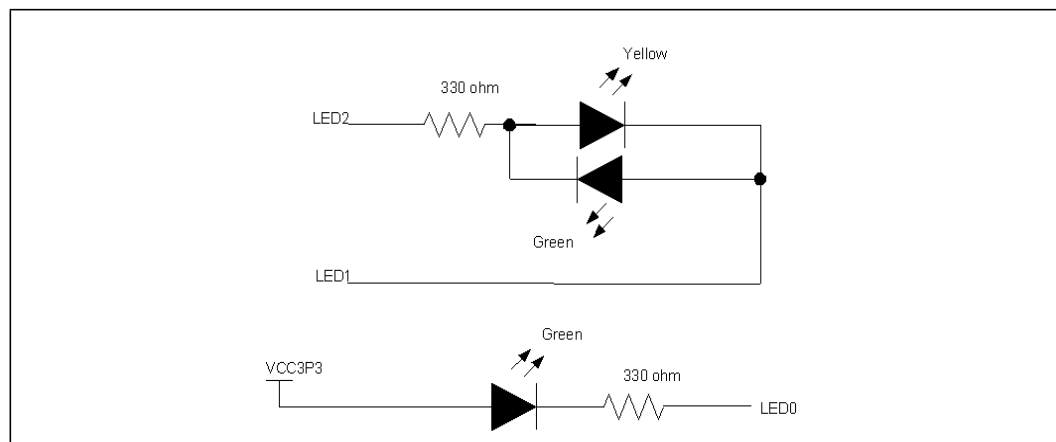 Yellow
330 ohm
LED2
Green
LED1
Green
VCC3P3
330 ohm
LED0